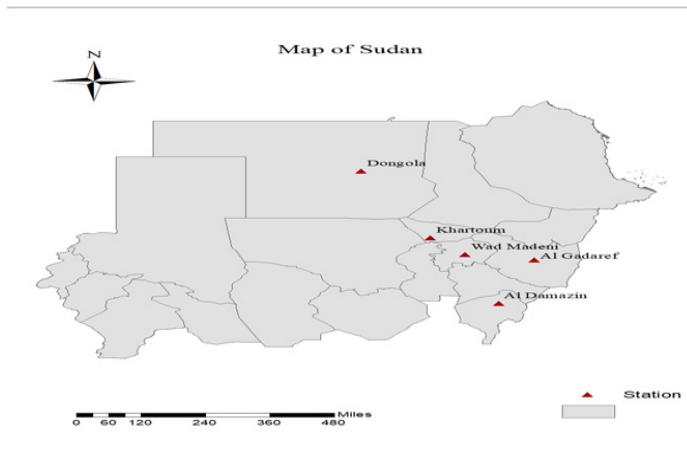 Map of Sudan
N
Dongola
Khartoum
Wad Madeni
Al Gadaref
Al Damazin
Station
Miles
0 60 120 240 360 480